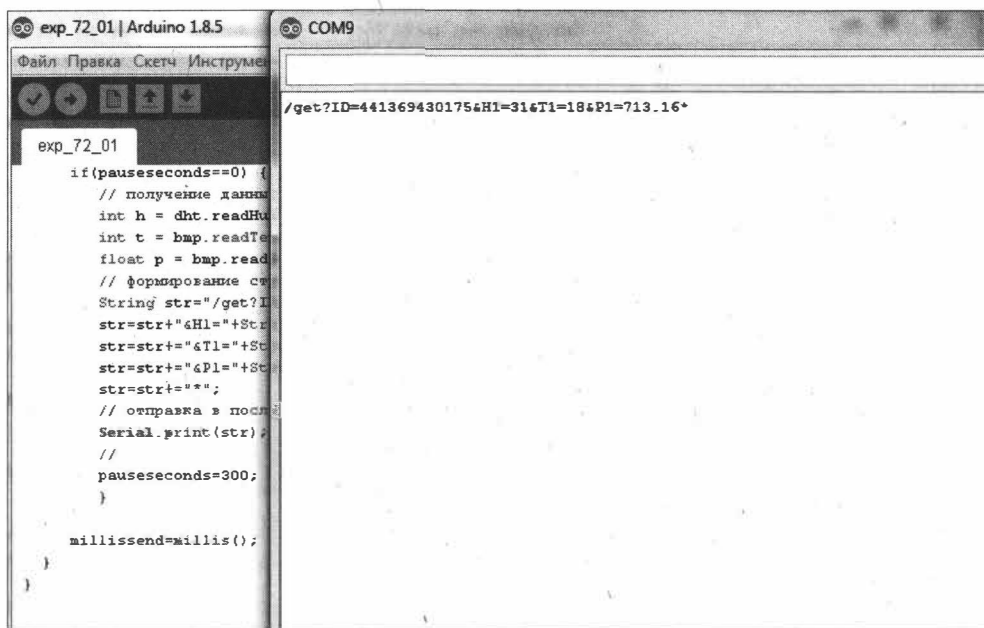 exp_72_01 | Arduino 1.8.5
Файл Правка Скетч Инструме
exp_72_01
if(pauseseconds==0) {
// получение данны
int h = dht.readHu
int t = bmp.readTe
float p = bmp.read
// формирование ст
String str="/get?I
str=str+"&H1="+Str
str=str+="&T1="+St
str=str+="&P1="+St
str=str+="*";
// отправка в посл
Serial.print(str);
//
pauseseconds=300;
}
millissend=millis();
}
}
COM9
/get?ID=441369430175&H1=31&T1=18&P1=713.16*